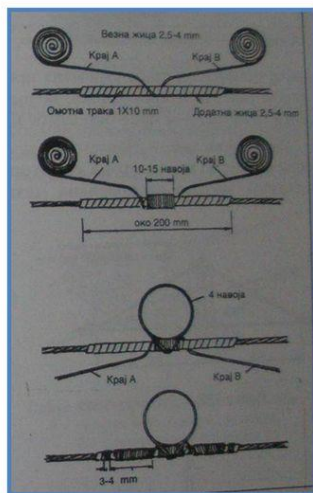 Везна жица 2,5-4 mm
Крај А
Крај В
Омотна трака 1X10 mm
Додатна жица 2,5-4 mm
Крај А
Крај В
10-15 навоја
око 200 mm
4 навоја
Крај А
Крај В
3-4 mm